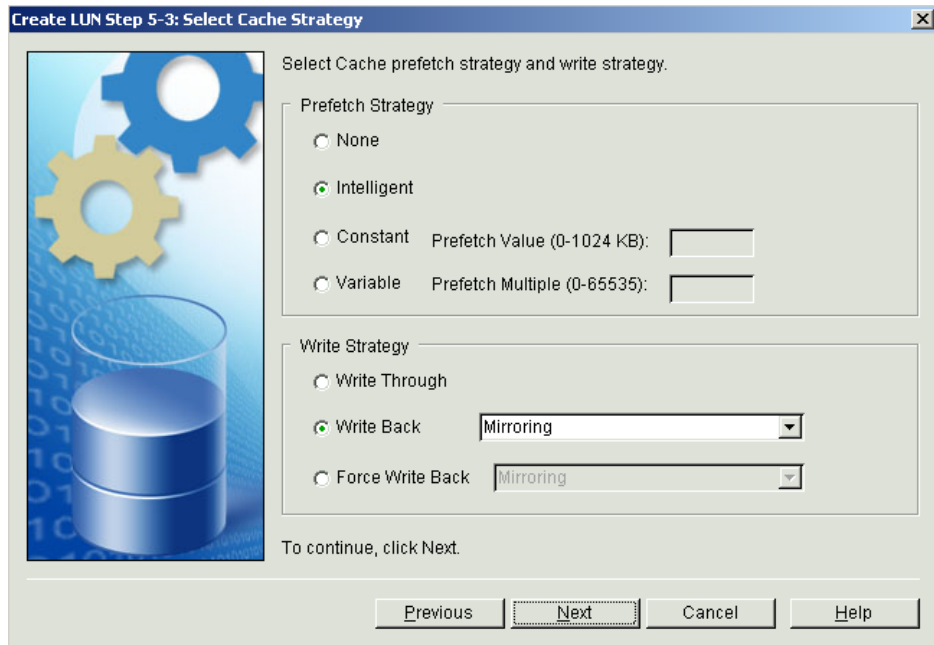 Create LUN Step 5-3: Select Cache Strategy
Select Cache prefetch strategy and write strategy.
Prefetch Strategy
None
Intelligent
Constant Prefetch Value (0-1024 KB):
Variable Prefetch Multiple (0-65535):
Write Strategy
Write Through
Write Back Mirroring
Force Write Back Mirroring
To continue, click Next.
Previous Next Cancel Help